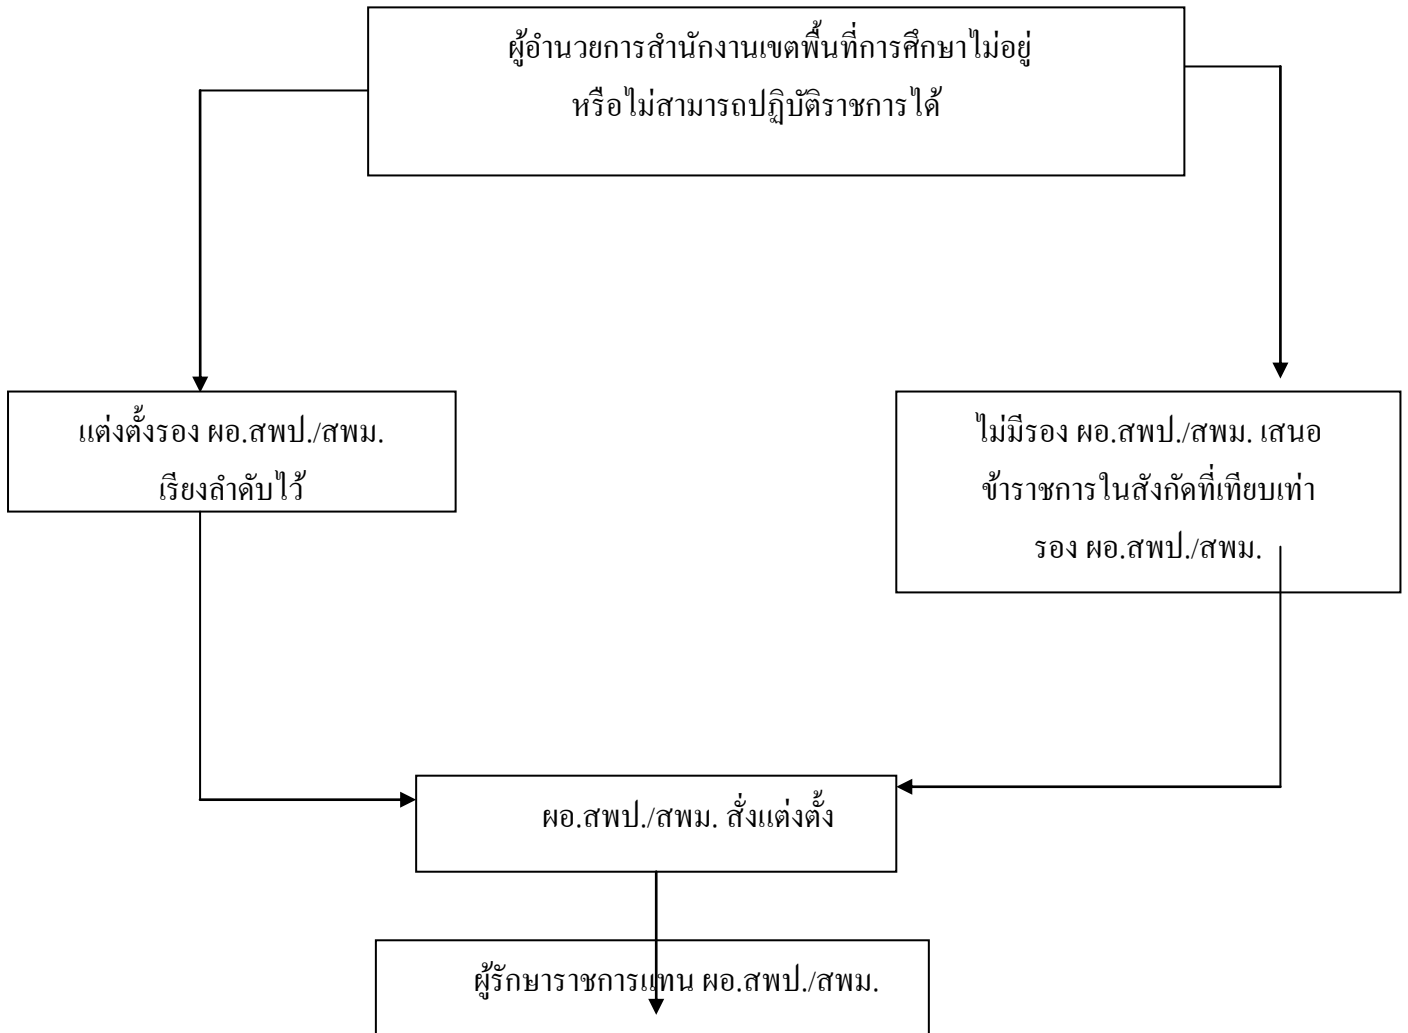 ผู้อำนวยการสำนักงานเขตพื้นที่การศึกษาไม่อยู่
หรือไม่สามารถปฏิบัติราชการได้
แต่งตั้งรอง ผอ.สพป./สพม.
เรียงลำดับไว้
ไม่มีรอง ผอ.สพป./สพม. เสนอ
ข้าราชการในสังกัดที่เทียบเท่า
รอง ผอ.สพป./สพม.
ผอ.สพป./สพม. สั่งแต่งตั้ง
ผู้รักษาราชการแทน ผอ.สพป./สพม.